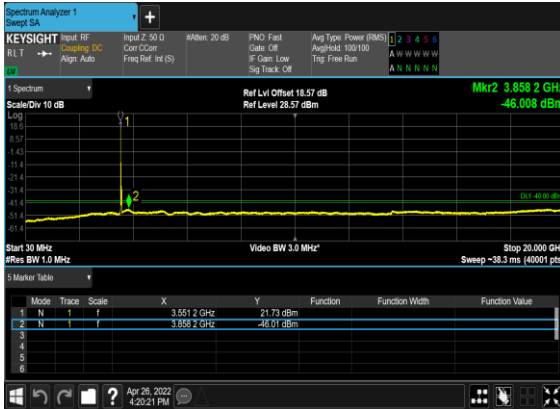 Spectrum Analyzer 1
Swept SA
+
KEYSIGHT Input: RF Input Z: 50 Ω #Atten: 20 dB PNO: Fast Avg Type: Power (RMS) 1 2 3 4 5 6
RLT Coupling: DC Corr CCorr Gate: Off Avg|Hold: 100/100 A W W W W W
Align: Auto Freq Ref: Int (S) IF Gain: Low Trig: Free Run
Sig Track: Off A N N N N N
LXI
1 Spectrum Ref Lvl Offset 18.57 dB Mkr2 3.858 2 GHz
Scale/Div 10 dB Ref Level 28.57 dBm -46.008 dBm
Log
1
18.6
8.57
-1.43
-11.4
-21.4
-31.4
2 DL1 -40.00 dBm
-41.4
-51.4
-61.4
Start 30 MHz Video BW 3.0 MHz* Stop 20.000 GHz
#Res BW 1.0 MHz Sweep ~38.3 ms (40001 pts)
5 Marker Table
Mode Trace Scale X Y Function Function Width Function Value
1 N 1 f 3.551 2 GHz 21.73 dBm
2 N 1 f 3.858 2 GHz -46.01 dBm
3
4
5
6
? Apr 26, 2022
4:20:21 PM